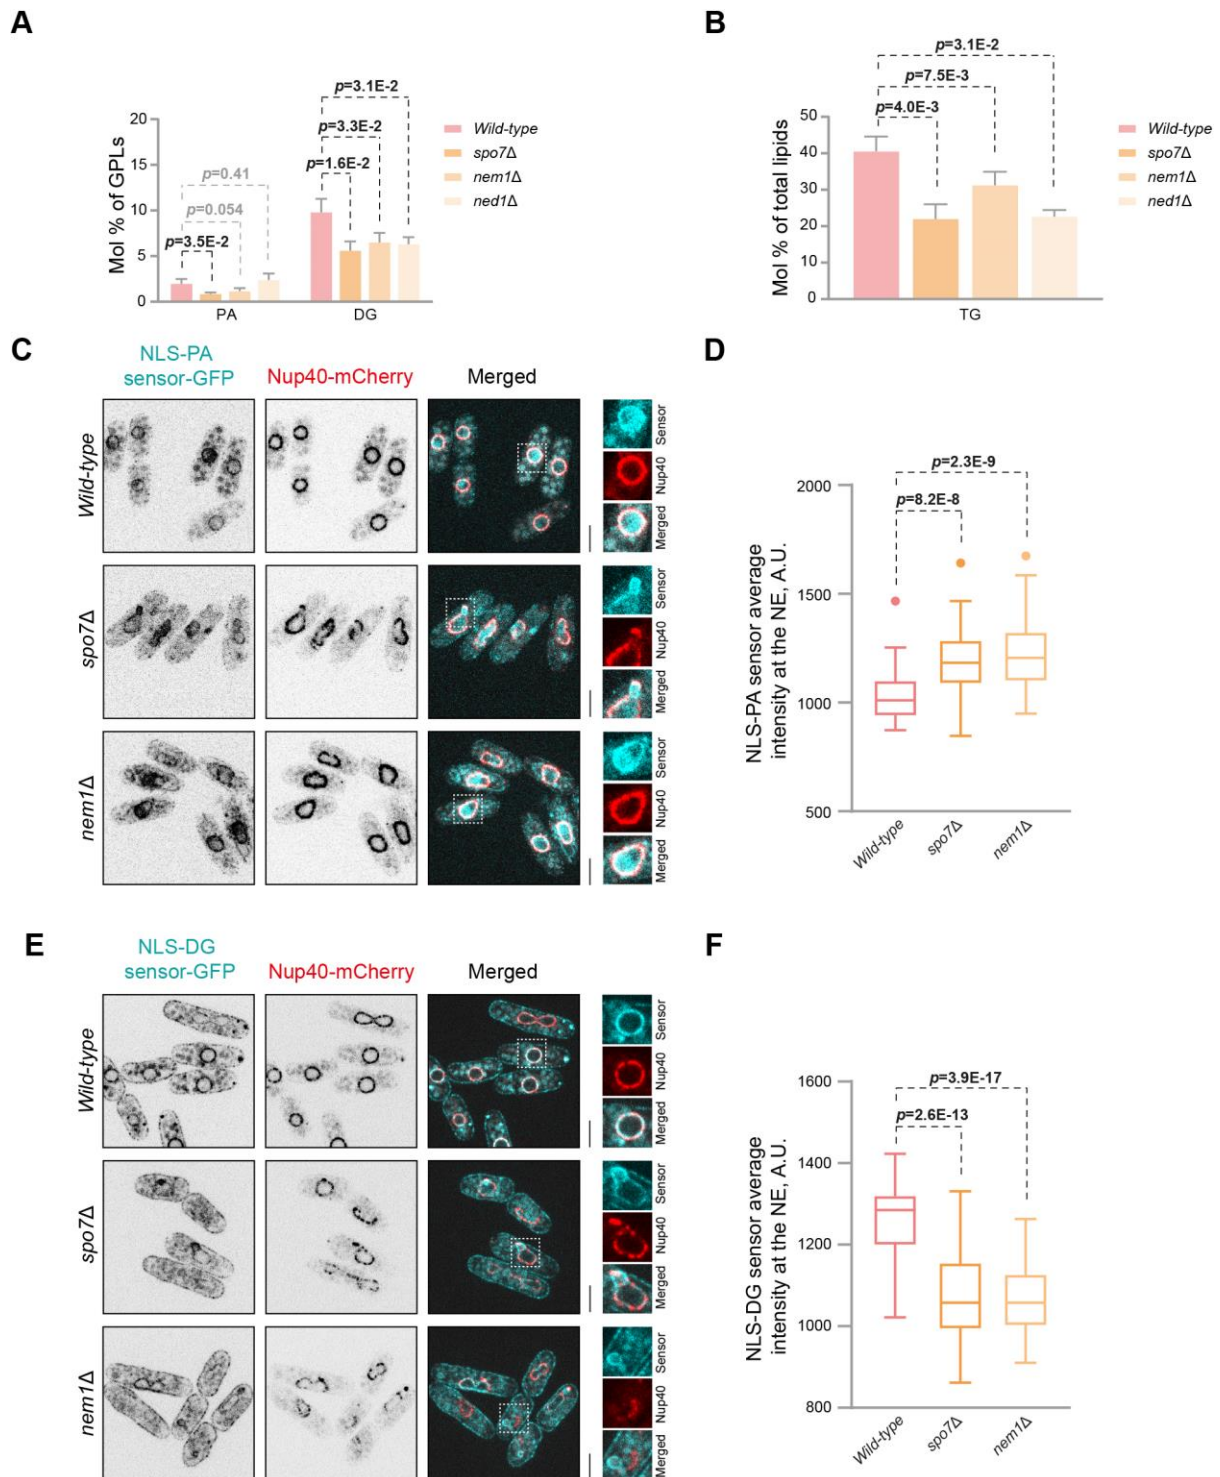 A
p=3.1E-2
p=3.3E-2
p=1.6E-2
p=0.41
p=0.054
p=3.5E-2
Mol % of GPLs
20
15
10
5
0
PA
DG
Wild-type
spo7Δ
nem1Δ
ned1Δ
B
p=3.1E-2
p=7.5E-3
p=4.0E-3
Mol % of total lipids
50
40
30
20
10
0
TG
Wild-type
spo7Δ
nem1Δ
ned1Δ
C
NLS-PA
sensor-GFP
Nup40-mCherry
Merged
Wild-type
Sensor
Nup40
Merged
spo7Δ
Sensor
Nup40
Merged
nem1Δ
Sensor
Nup40
Merged
D
p=2.3E-9
p=8.2E-8
NLS-PA sensor average
intensity at the NE, A.U.
2000
1500
1000
500
Wild-type
spo7Δ
nem1Δ
E
NLS-DG
sensor-GFP
Nup40-mCherry
Merged
Wild-type
Sensor
Nup40
Merged
spo7Δ
Sensor
Nup40
Merged
nem1Δ
Sensor
Nup40
Merged
F
p=3.9E-17
p=2.6E-13
NLS-DG sensor average
intensity at the NE, A.U.
1600
1400
1200
1000
800
Wild-type
spo7Δ
nem1Δ